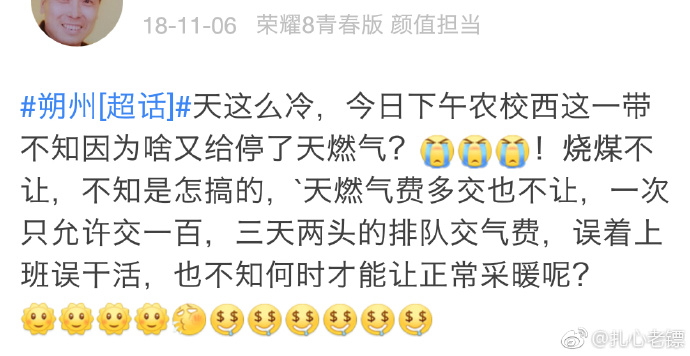 18-11-06 荣耀8青春版 颜值担当
#朔州[超话]#天这么冷，今日下午农校西这一带
不知因为啥又给停了天燃气？😭😭😭！烧煤不
让，不知是怎搞的，`天燃气费多交也不让，一次
只允许交一百，三天两头的排队交气费，误着上
班误干活，也不知何时才能让正常采暖呢？
@扎心老镖